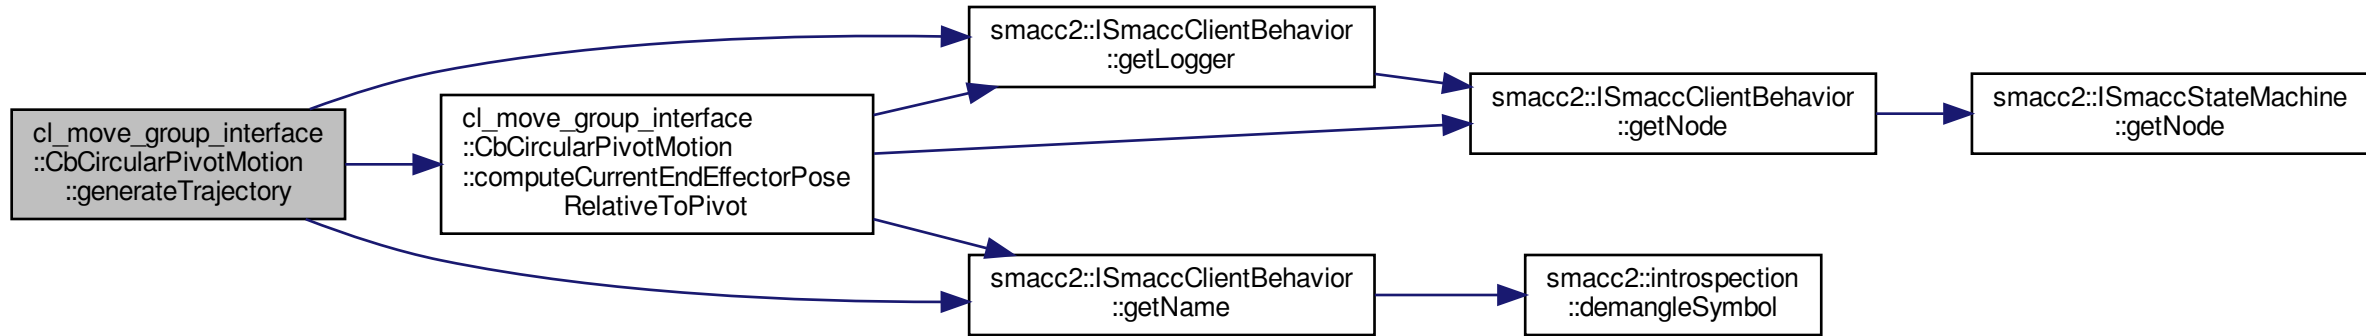 cl_move_group_interface
::CbCircularPivotMotion
::generateTrajectory
cl_move_group_interface
::CbCircularPivotMotion
::computeCurrentEndEffectorPose
RelativeToPivot
smacc2::ISmaccClientBehavior
::getLogger
smacc2::ISmaccClientBehavior
::getNode
smacc2::ISmaccStateMachine
::getNode
smacc2::ISmaccClientBehavior
::getName
smacc2::introspection
::demangleSymbol